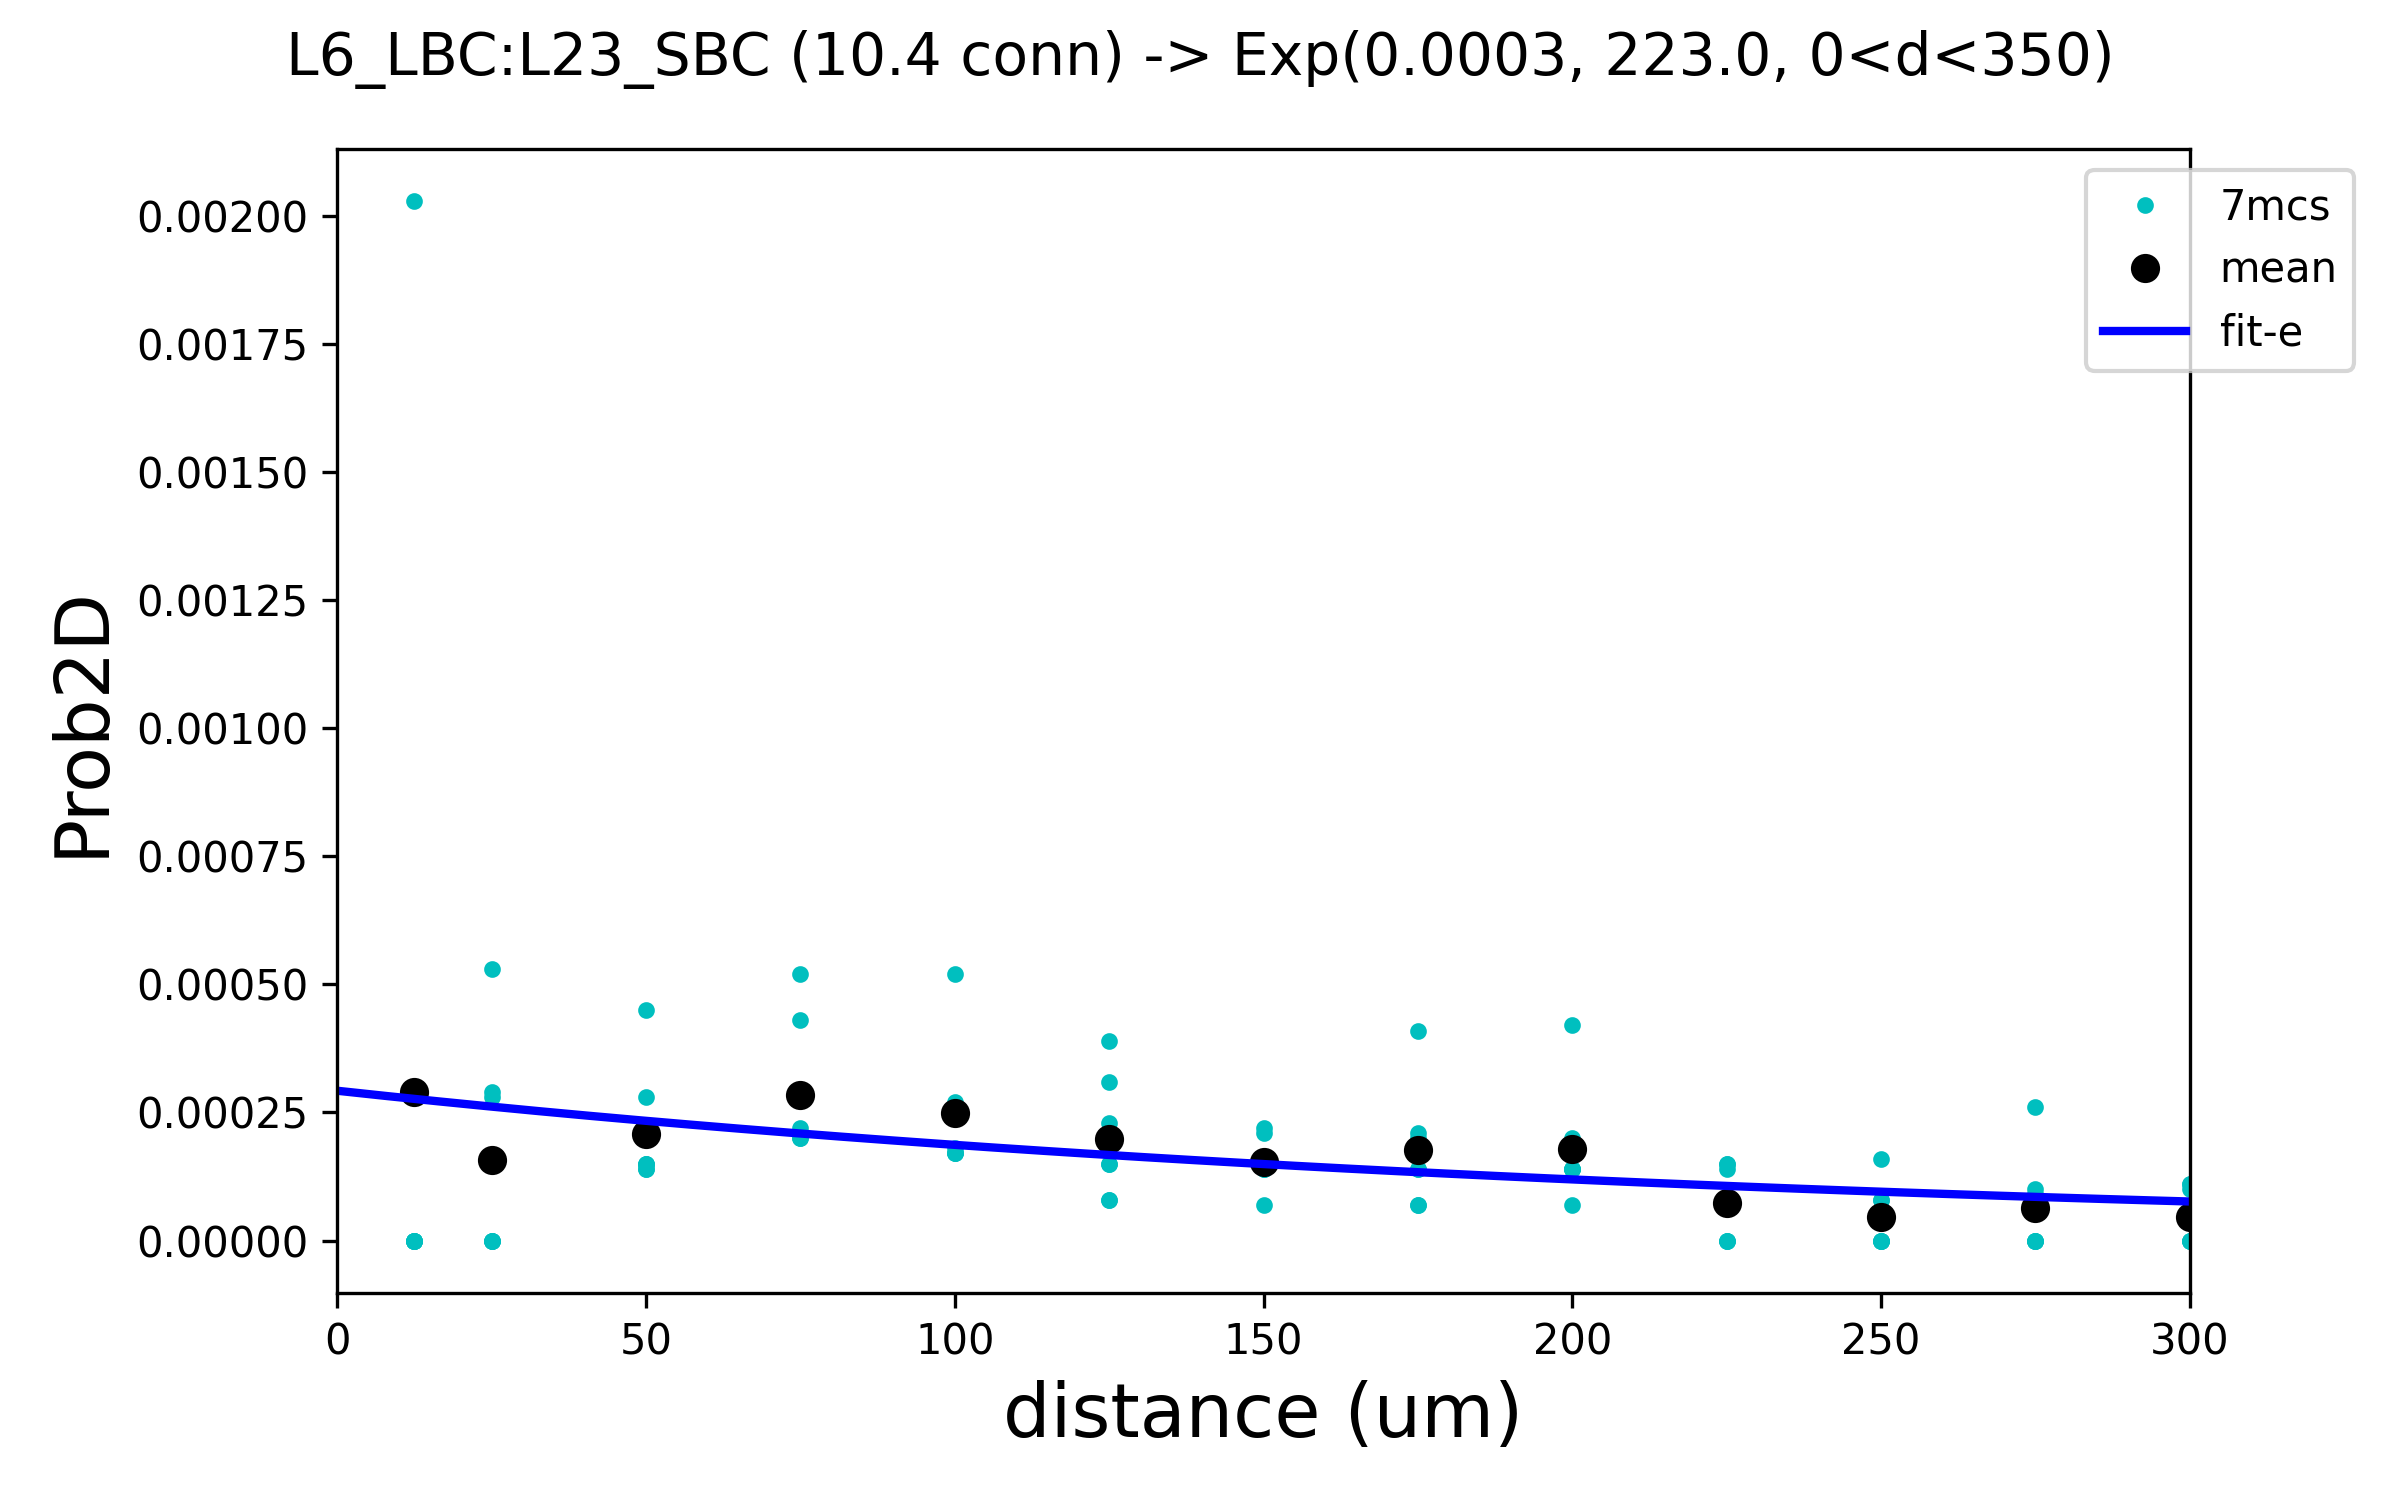 L6_LBC:L23_SBC (10.4 conn) -> Exp(0.0003, 223.0, 0<d<350)
7mcs
mean
fit-e
Prob2D
0.00200
0.00175
0.00150
0.00125
0.00100
0.00075
0.00050
0.00025
0.00000
0 50 100 150 200 250 300
distance (um)